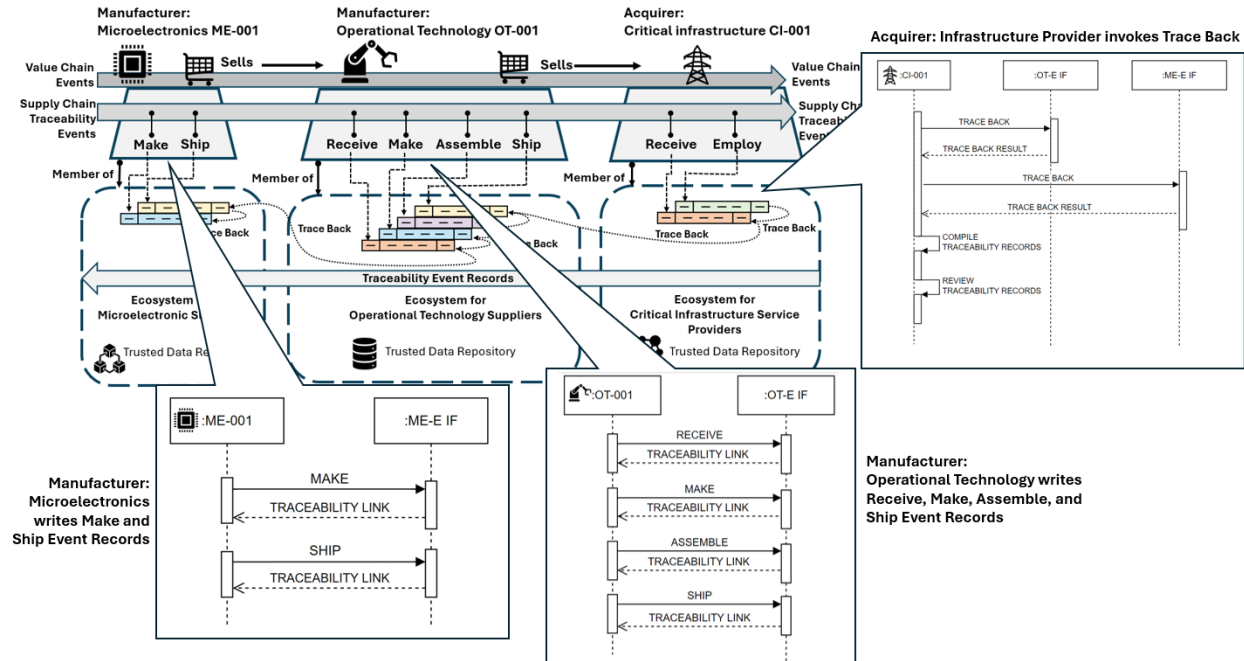 Manufacturer:
Microelectronics ME-001
Manufacturer:
Operational Technology OT-001
Acquirer:
Critical infrastructure CI-001
Sells
Sells
Value Chain
Events
Value Chain
Events
Supply Chain
Traceability
Events
Supply Chain
Traceability
Make
Ship
Receive
Make
Assemble
Ship
Receive
Employ
Member of
Member of
Member of
Trace Back
Trace Back
Trace Back
Trace Back
Trace Back
Traceability Event Records
Ecosystem
Microelectronic
Trusted Data
Ecosystem for
Operational Technology Suppliers
Trusted Data Repository
Ecosystem for
Critical Infrastructure Service
Providers
Trusted Data Repository
Acquirer: Infrastructure Provider invokes Trace Back
:CI-001
:OT-E IF
:ME-E IF
TRACE BACK
TRACE BACK RESULT
TRACE BACK
TRACE BACK RESULT
COMPILE
TRACEABILITY RECORDS
REVIEW
TRACEABILITY RECORDS
Manufacturer:
Microelectronics
writes Make and
Ship Event Records
:ME-001
:ME-E IF
MAKE
TRACEABILITY LINK
SHIP
TRACEABILITY LINK
:OT-001
:OT-E IF
RECEIVE
TRACEABILITY LINK
MAKE
TRACEABILITY LINK
ASSEMBLE
TRACEABILITY LINK
SHIP
TRACEABILITY LINK
Manufacturer:
Operational Technology writes
Receive, Make, Assemble, and
Ship Event Records